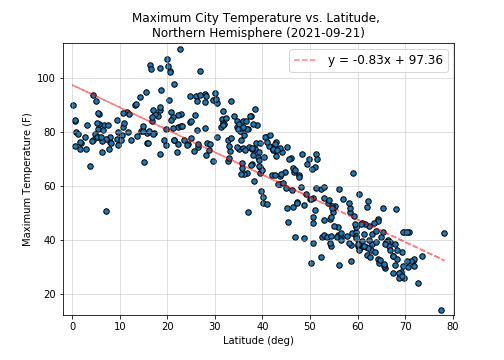 Maximum City Temperature vs. Latitude,
Northern Hemisphere (2021-09-21)
y = -0.83x + 97.36
Maximum Temperature (F)
100
80
60
40
20
0 10 20 30 40 50 60 70 80
Latitude (deg)